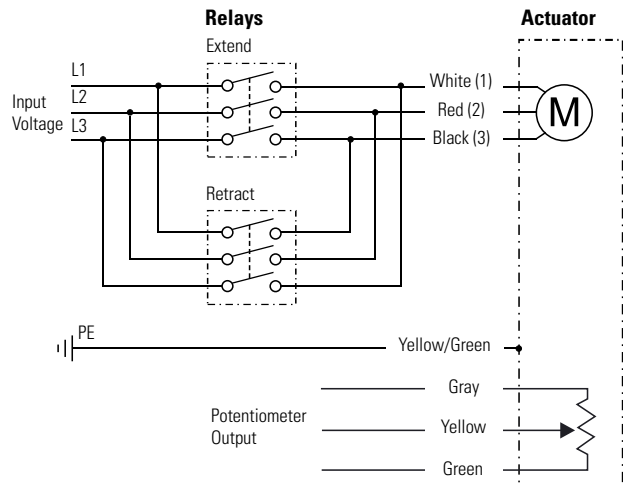 Relays
Actuator
Extend
L1
L2
L3
Input
Voltage
White (1)
Red (2)
Black (3)
M
Retract
PE
Yellow/Green
Gray
Potentiometer
Output
Yellow
Green